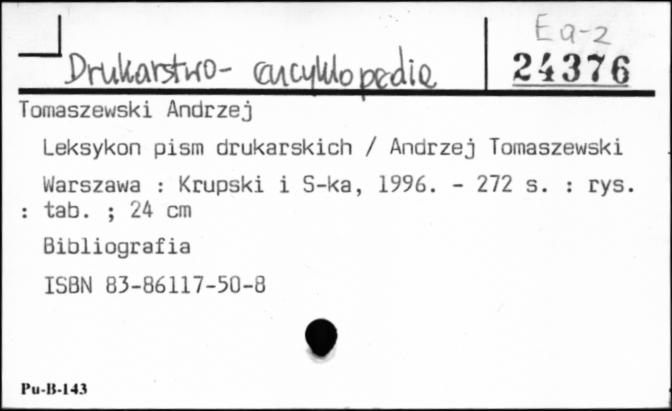 Ea-2
Drukarstwo- encyklopedie
24376
Tomaszewski Andrzej
Leksykon pism drukarskich / Andrzej Tomaszewski
Warszawa : Krupski i S-ka, 1996. - 272 s. : rys.
: tab. ; 24 cm
Bibliografia
ISBN 83-86117-50-8
Pu-B-143